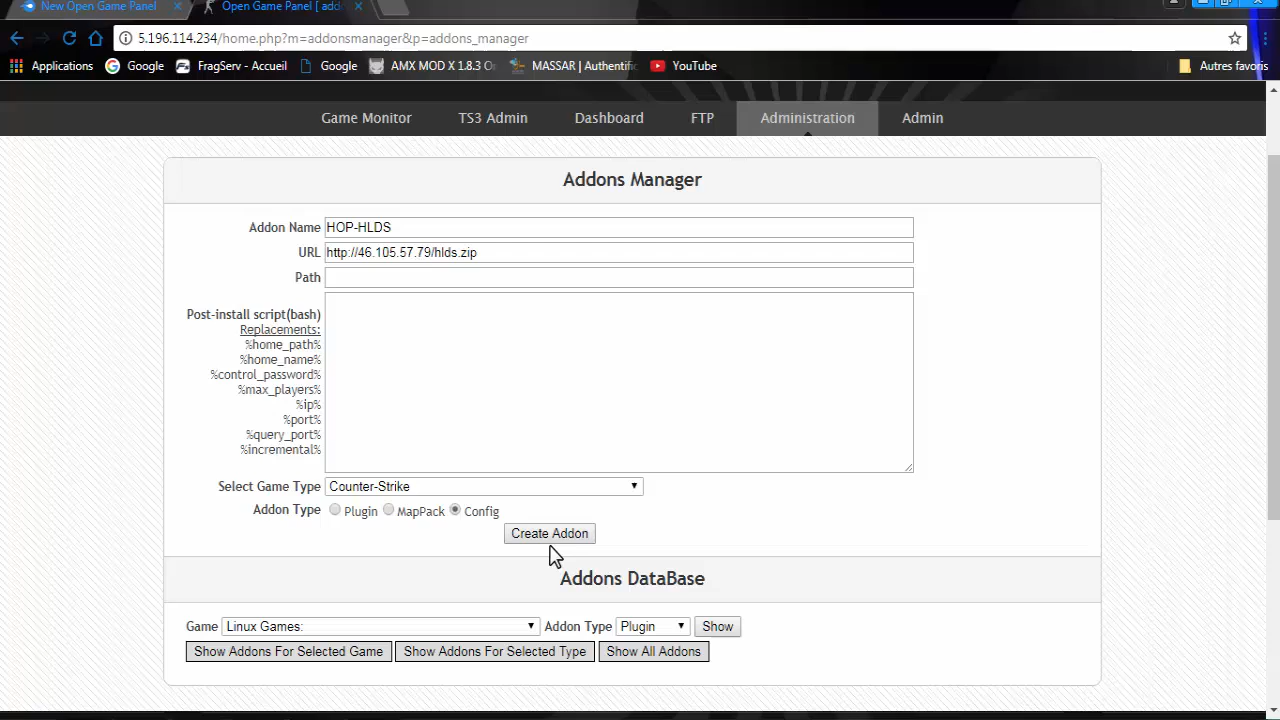 New Open Game Panel
Open Game Panel [ add
5.196.114.234/home.php?m=addonsmanager&p=addons_manager
Applications Google FragServ - Accueil Google AMX MOD X 1.8.3 O MASSAR | Authentifi YouTube Autres favoris
Game Monitor TS3 Admin Dashboard FTP Administration Admin
Addons Manager
Addon Name HOP-HLDS
URL http://46.105.57.79/hlds.zip
Path
Post-install script(bash)
Replacements:
%home_path%
%home_name%
%control_password%
%max_players%
%ip%
%port%
%query_port%
%incremental%
Select Game Type Counter-Strike
Addon Type Plugin MapPack Config
Create Addon
Addons DataBase
Game Linux Games: Addon Type Plugin Show
Show Addons For Selected Game Show Addons For Selected Type Show All Addons